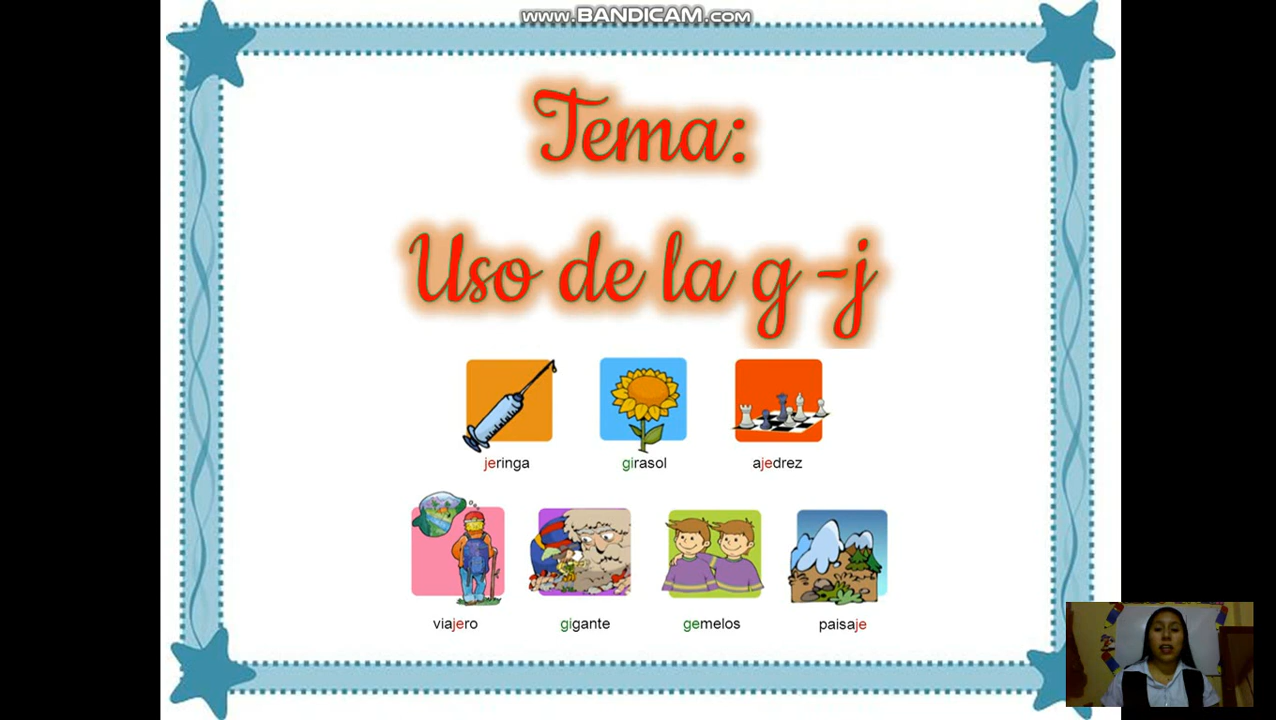 www.BANDICAM.com
Tema:
Uso de la g -j
jeringa girasol ajedrez
viajero gigante gemelos paisaje